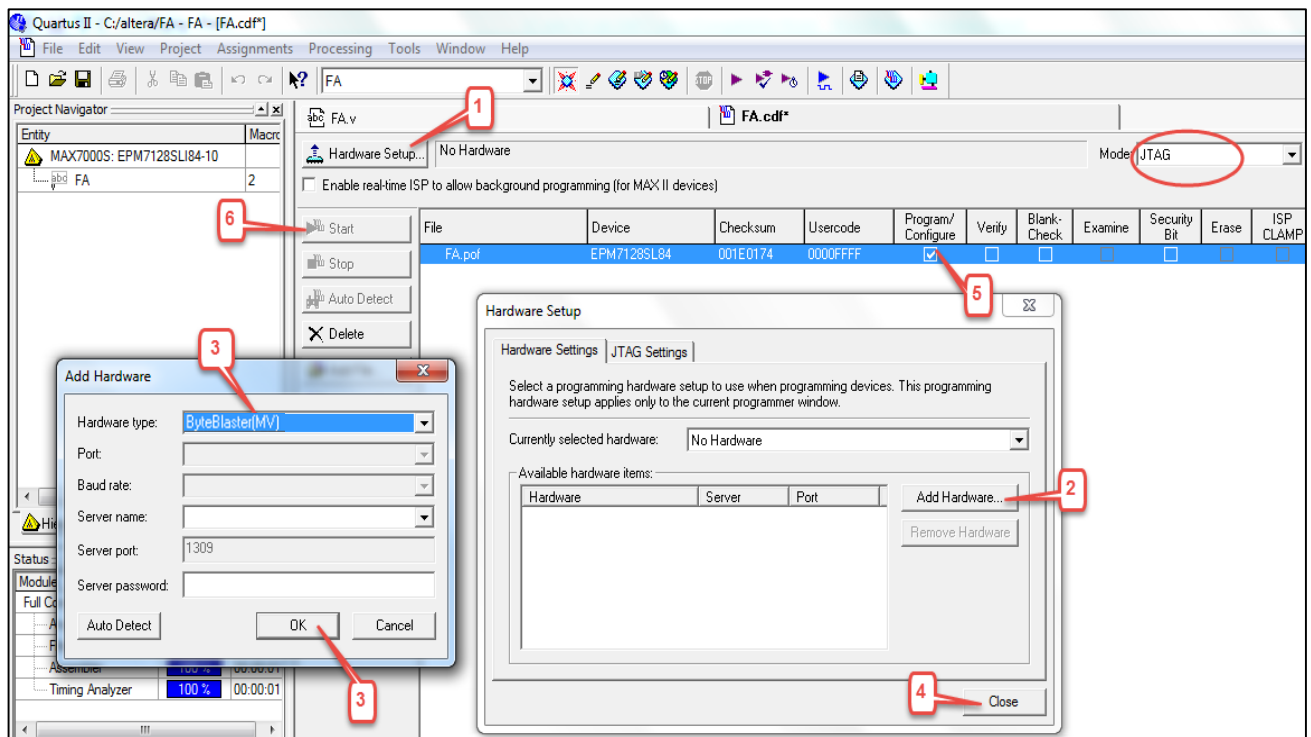 Quartus II - C:/altera/FA - FA - [FA.cdf*]
File Edit View Project Assignments Processing Tools Window Help
FA
Project Navigator
Entity Macro
MAX7000S: EPM7128SLI84-10
FA 2
FA.v
FA.cdf*
1
Hardware Setup... No Hardware
Mode: JTAG
Enable real-time ISP to allow background programming (for MAX II devices)
6
Start
Stop
Auto Detect
Delete
File Device Checksum Usercode Program/ Configure Verify Blank- Check Examine Security Bit Erase ISP CLAMP
FA.pof EPM7128SL84 001E0174 0000FFFF
5
Hardware Setup
Hardware Settings JTAG Settings
Select a programming hardware setup to use when programming devices. This programming
hardware setup applies only to the current programmer window.
Currently selected hardware: No Hardware
Available hardware items:
Hardware Server Port
Add Hardware...
2
Remove Hardware
4
Close
3
Add Hardware
Hardware type: ByteBlaster(MV)
Port:
Baud rate:
Server name:
Server port: 1309
Server password:
Auto Detect OK Cancel
3
Status
Module
Full Co
Assembler 100 % 00:00:01
Timing Analyzer 100 % 00:00:01